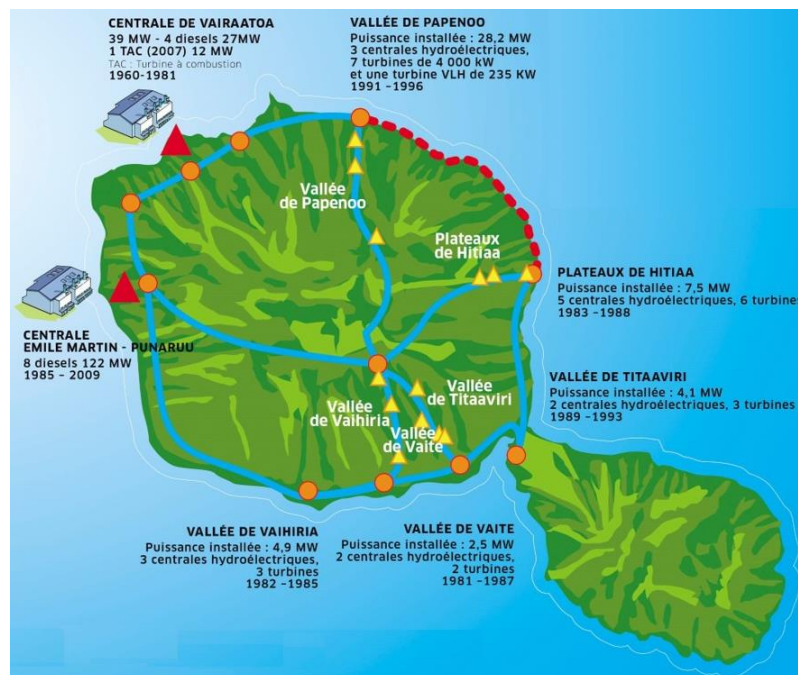 CENTRALE DE VAIRAATOA
39 MW - 4 diesels 27MW
1 TAC (2007) 12 MW
TAC : Turbine à combustion
1960-1981
VALLÉE DE PAPENOO
Puissance installée : 28,2 MW
3 centrales hydroélectriques,
7 turbines de 4 000 kW
et une turbine VLH de 235 KW
1991 –1996
Vallée
de Papenoo
Plateaux
de Hitiaa
PLATEAUX DE HITIAA
Puissance installée : 7,5 MW
5 centrales hydroélectriques, 6 turbines
1983 –1988
CENTRALE
EMILE MARTIN - PUNARUU
8 diesels 122 MW
1985 – 2009
VALLÉE DE TITAAVIRI
Puissance installée : 4,1 MW
2 centrales hydroélectriques, 3 turbines
1989 –1993
Vallée
de Titaaviri
Vallée
de Vaihiria
Vallée
de Vaite
VALLÉE DE VAIHIRIA
Puissance installée : 4,9 MW
3 centrales hydroélectriques,
3 turbines
1982 –1985
VALLÉE DE VAITE
Puissance installée : 2,5 MW
2 centrales hydroélectriques,
2 turbines
1981 –1987